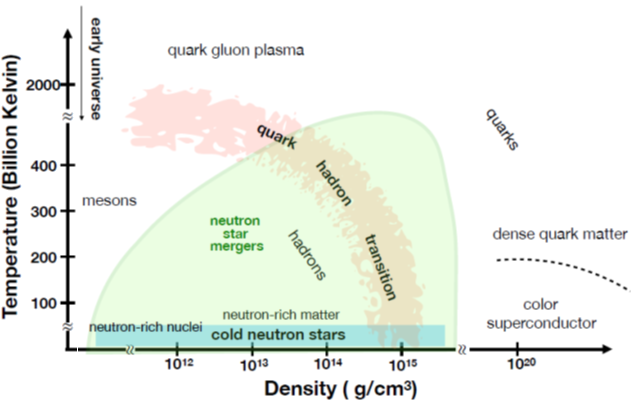 early universe
quark gluon plasma
2000
quark
quarks
400
hadron
mesons
300
neutron
star
mergers
hadrons
transition
dense quark matter
200
100
color
superconductor
neutron-rich matter
neutron-rich nuclei
cold neutron stars
10¹²
10¹³
10¹⁴
10¹⁵
10²⁰
Temperature (Billion Kelvin)
Density ( g/cm³)